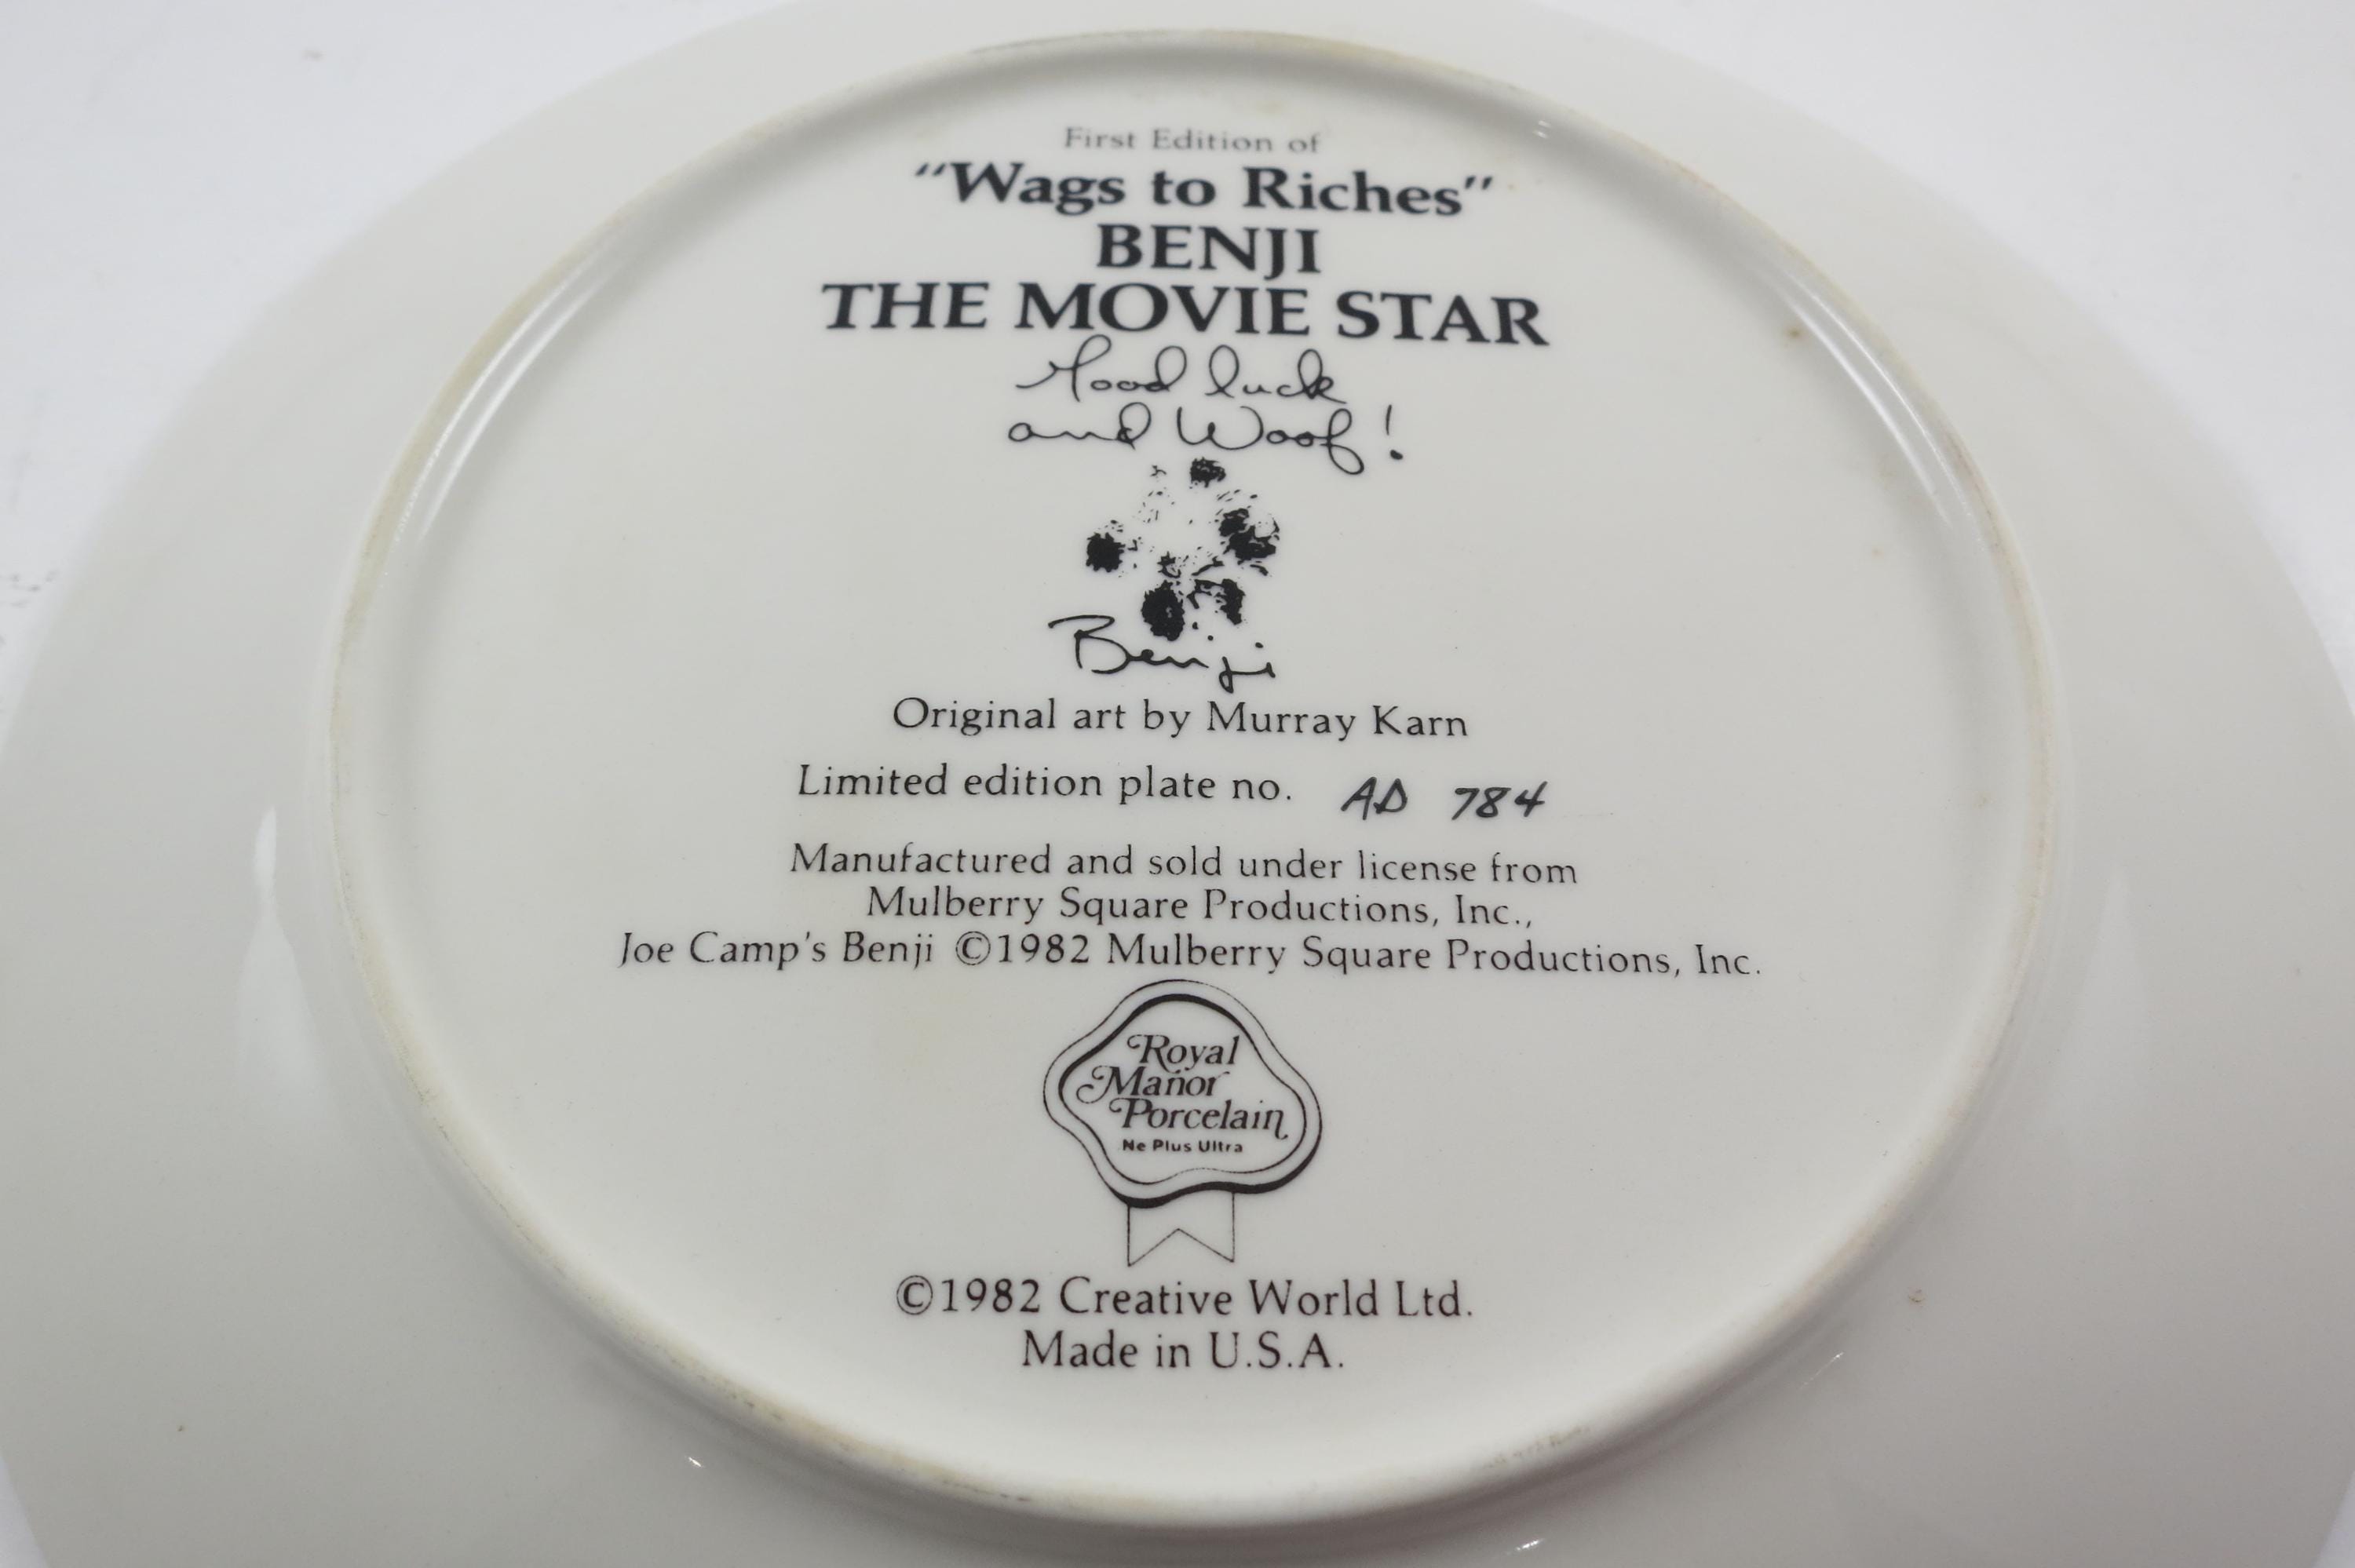 First Edition of
"Wags to Riches"
BENJI
THE MOVIE STAR
Good luck
and Woof!
Benji
Original art by Murray Karn
Limited edition plate no. AD 784
Manufactured and sold under license from
Mulberry Square Productions, Inc.,
Joe Camp's Benji ©1982 Mulberry Square Productions, Inc.
Royal
Manor
Porcelain
Ne Plus Ultra
©1982 Creative World Ltd.
Made in U.S.A.